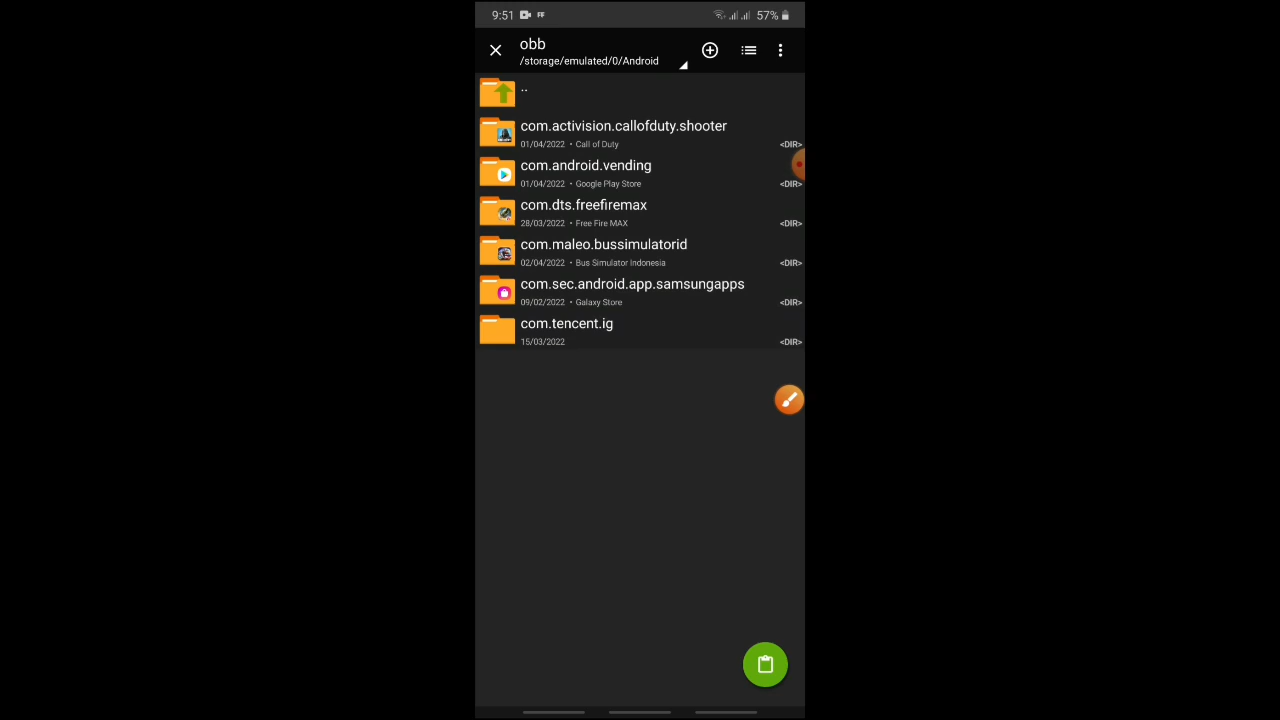 9:51 FF 57%
obb
/storage/emulated/0/Android
..
com.activision.callofduty.shooter
01/04/2022 • Call of Duty <DIR>
com.android.vending
01/04/2022 • Google Play Store <DIR>
com.dts.freefiremax
28/03/2022 • Free Fire MAX <DIR>
com.maleo.bussimulatorid
02/04/2022 • Bus Simulator Indonesia <DIR>
com.sec.android.app.samsungapps
09/02/2022 • Galaxy Store <DIR>
com.tencent.ig
15/03/2022 <DIR>